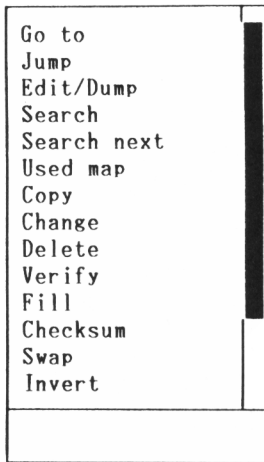 Go to
Jump
Edit/Dump
Search
Search next
Used map
Copy
Change
Delete
Verify
Fill
Checksum
Swap
Invert